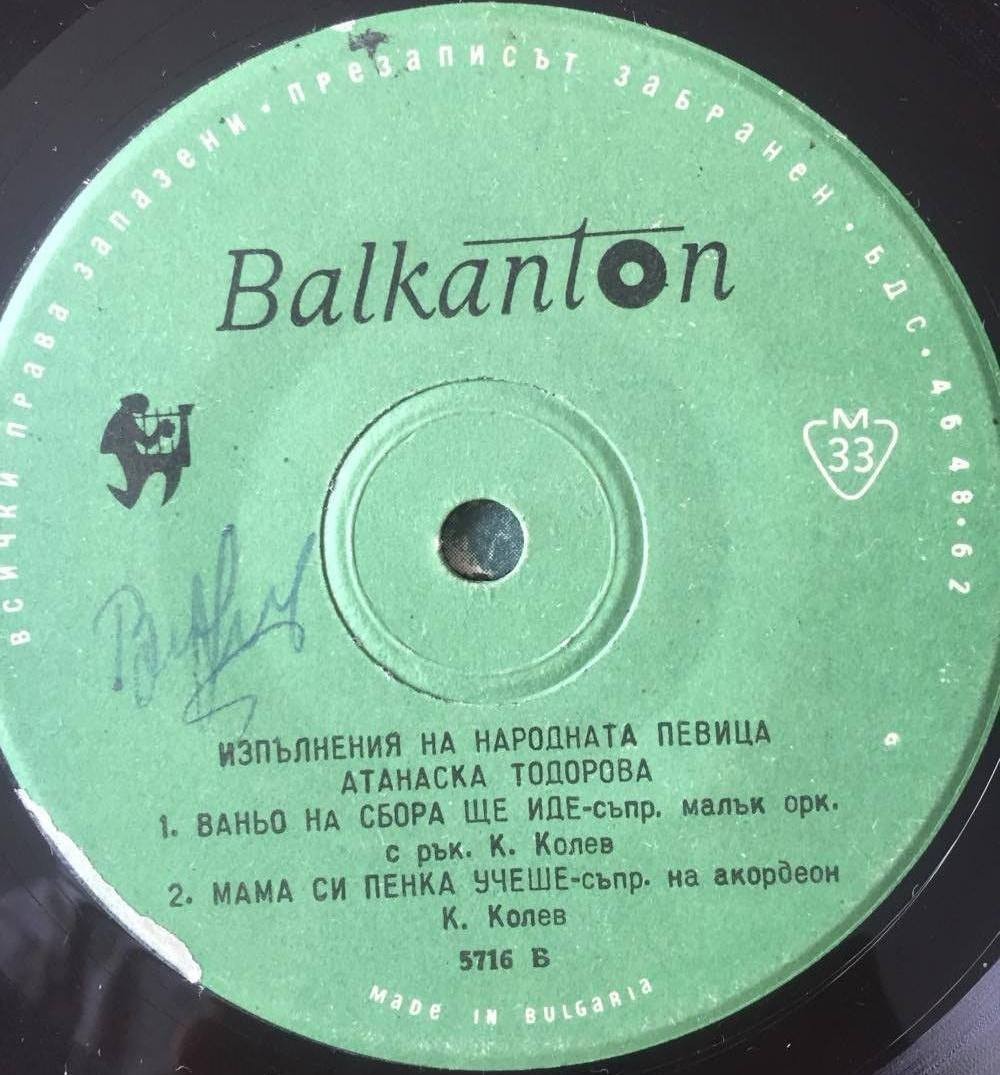 ВСИЧКИ ПРАВА ЗАПАЗЕНИ · ПРЕЗАПИСЪТ ЗАБРАНЕН · БДС · 46 48 · 62
Balkanton
M
33
ИЗПЪЛНЕНИЯ НА НАРОДНАТА ПЕВИЦА
АТАНАСКА ТОДОРОВА
1. ВАНЬО НА СБОРА ЩЕ ИДЕ-съпр. малък орк.
с рък. К. Колев
2. МАМА СИ ПЕНКА УЧЕШЕ-съпр. на акордеон
К. Колев
5716 Б
MADE IN BULGARIA